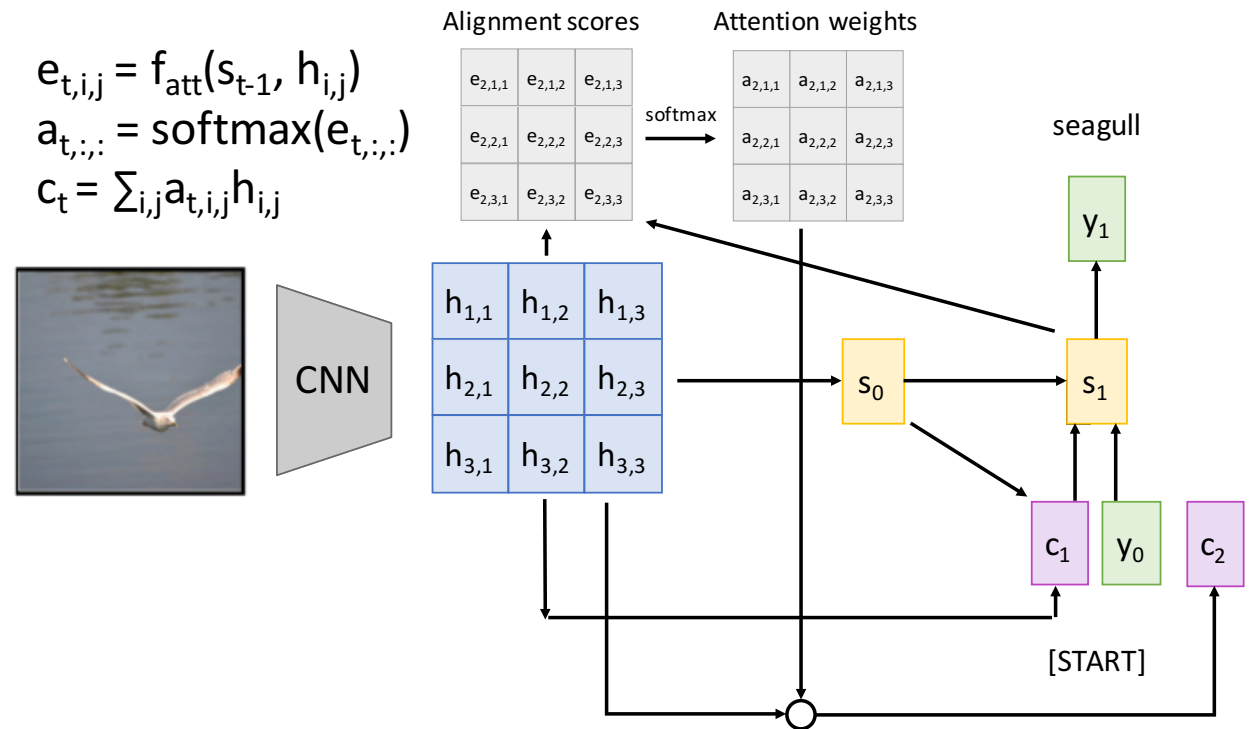 Alignment scores
Attention weights
e_{t,i,j} = f_{att}(s_{t-1}, h_{i,j})
a_{t,:,:} = softmax(e_{t,:,:})
c_t = ∑_{i,j}a_{t,i,j}h_{i,j}
e_{2,1,1} e_{2,1,2} e_{2,1,3}
e_{2,2,1} e_{2,2,2} e_{2,2,3}
e_{2,3,1} e_{2,3,2} e_{2,3,3}
softmax
a_{2,1,1} a_{2,1,2} a_{2,1,3}
a_{2,2,1} a_{2,2,2} a_{2,2,3}
a_{2,3,1} a_{2,3,2} a_{2,3,3}
seagull
y_1
CNN
h_{1,1} h_{1,2} h_{1,3}
h_{2,1} h_{2,2} h_{2,3}
h_{3,1} h_{3,2} h_{3,3}
s_0
s_1
c_1
y_0
c_2
[START]